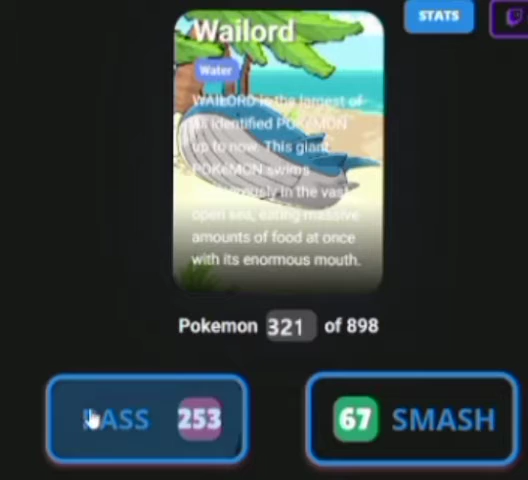 STATS
Wailord
Water
WAILORD is the largest of
identified POKéMON
up to now. This giant
POKéMON swims
in the vast
open sea, eating massive
amounts of food at once
with its enormous mouth.
Pokemon 321 of 898
PASS 253
67 SMASH